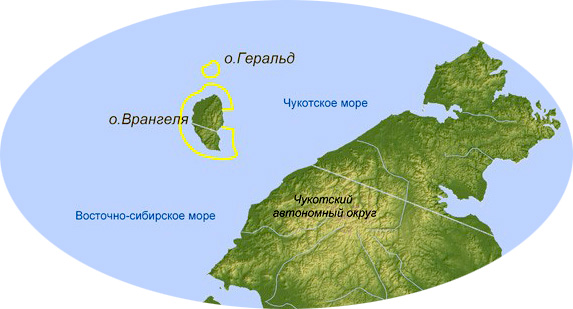 о.Геральд
Чукотское море
о.Врангеля
Чукотский
автономный округ
Восточно-сибирское море